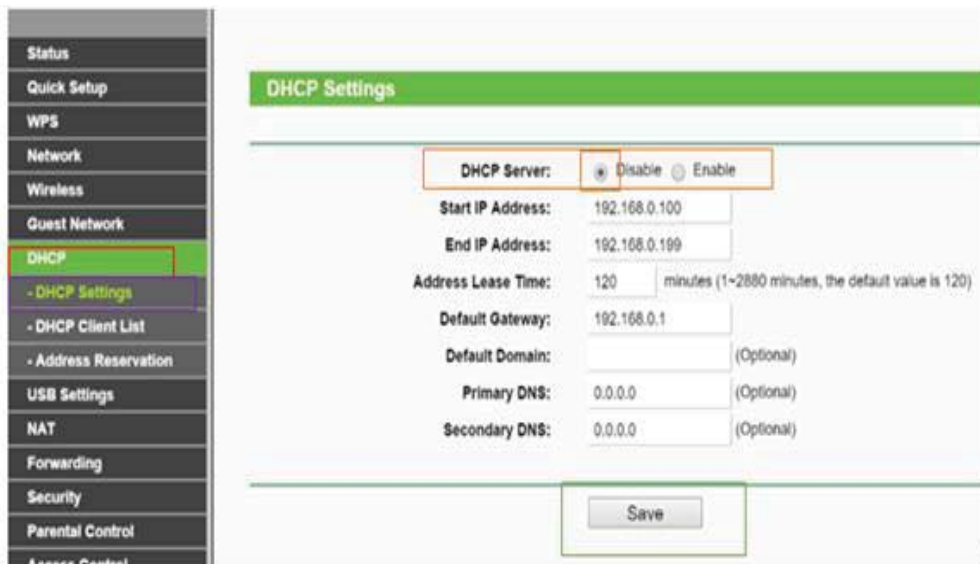 Status
Quick Setup
WPS
Network
Wireless
Guest Network
DHCP
- DHCP Settings
- DHCP Client List
- Address Reservation
USB Settings
NAT
Forwarding
Security
Parental Control
Access Control
DHCP Settings
DHCP Server: Disable Enable
Start IP Address: 192.168.0.100
End IP Address: 192.168.0.199
Address Lease Time: 120 minutes (1~2880 minutes, the default value is 120)
Default Gateway: 192.168.0.1
Default Domain: (Optional)
Primary DNS: 0.0.0.0 (Optional)
Secondary DNS: 0.0.0.0 (Optional)
Save